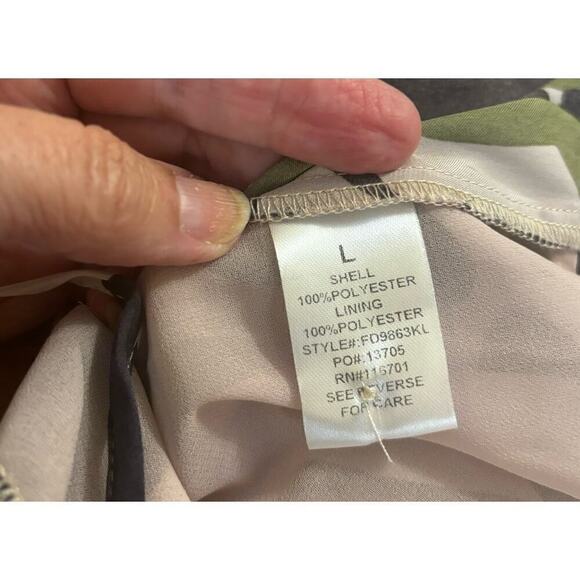 L
SHELL
100%POLYESTER
LINING
100%POLYESTER
STYLE#:FD9863KL
PO#:13705
RN#116701
SEE REVERSE
FOR CARE